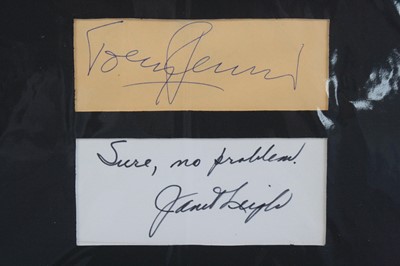 Sure, no problem.
Janet Leigh